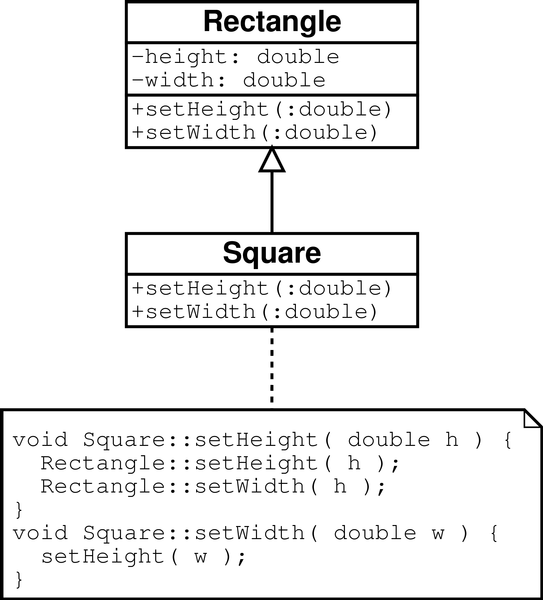 Rectangle
-height: double
-width: double
+setHeight(:double)
+setWidth(:double)
Square
+setHeight(:double)
+setWidth(:double)
void Square::setHeight( double h ) {
  Rectangle::setHeight( h );
  Rectangle::setWidth( h );
}
void Square::setWidth( double w ) {
  setHeight( w );
}